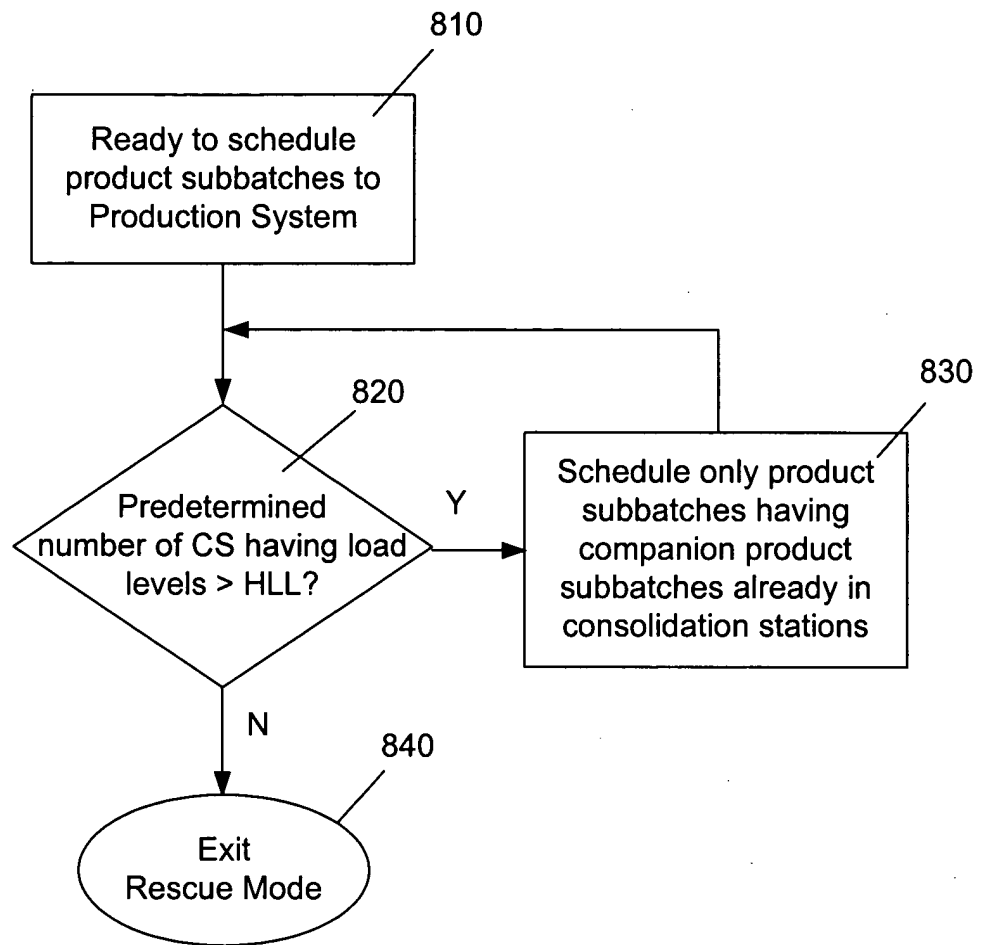 810
Ready to schedule
product subbatches to
Production System
820
Predetermined
number of CS having load
levels > HLL?
Y
830
Schedule only product
subbatches having
companion product
subbatches already in
consolidation stations
N
840
Exit
Rescue Mode